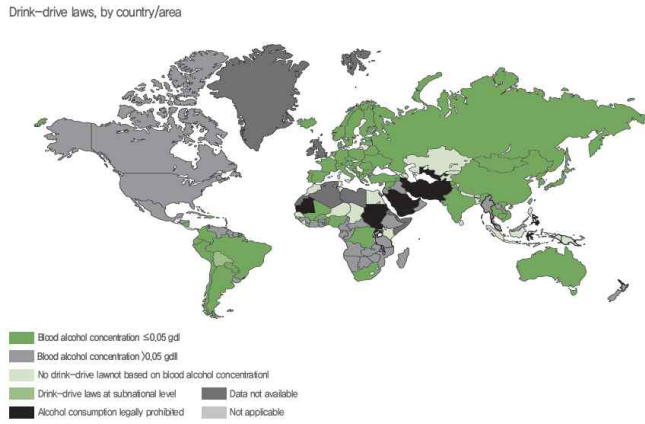 Drink-drive laws, by country/area
Blood alcohol concentration ≤0,05 gdl
Blood alcohol concentration >0,05 gdll
No drink-drive lawnot based on blood alcohol concentrationl
Drink-drive laws at subnational level
Data not available
Alcohol consumption legally prohibited
Not applicable